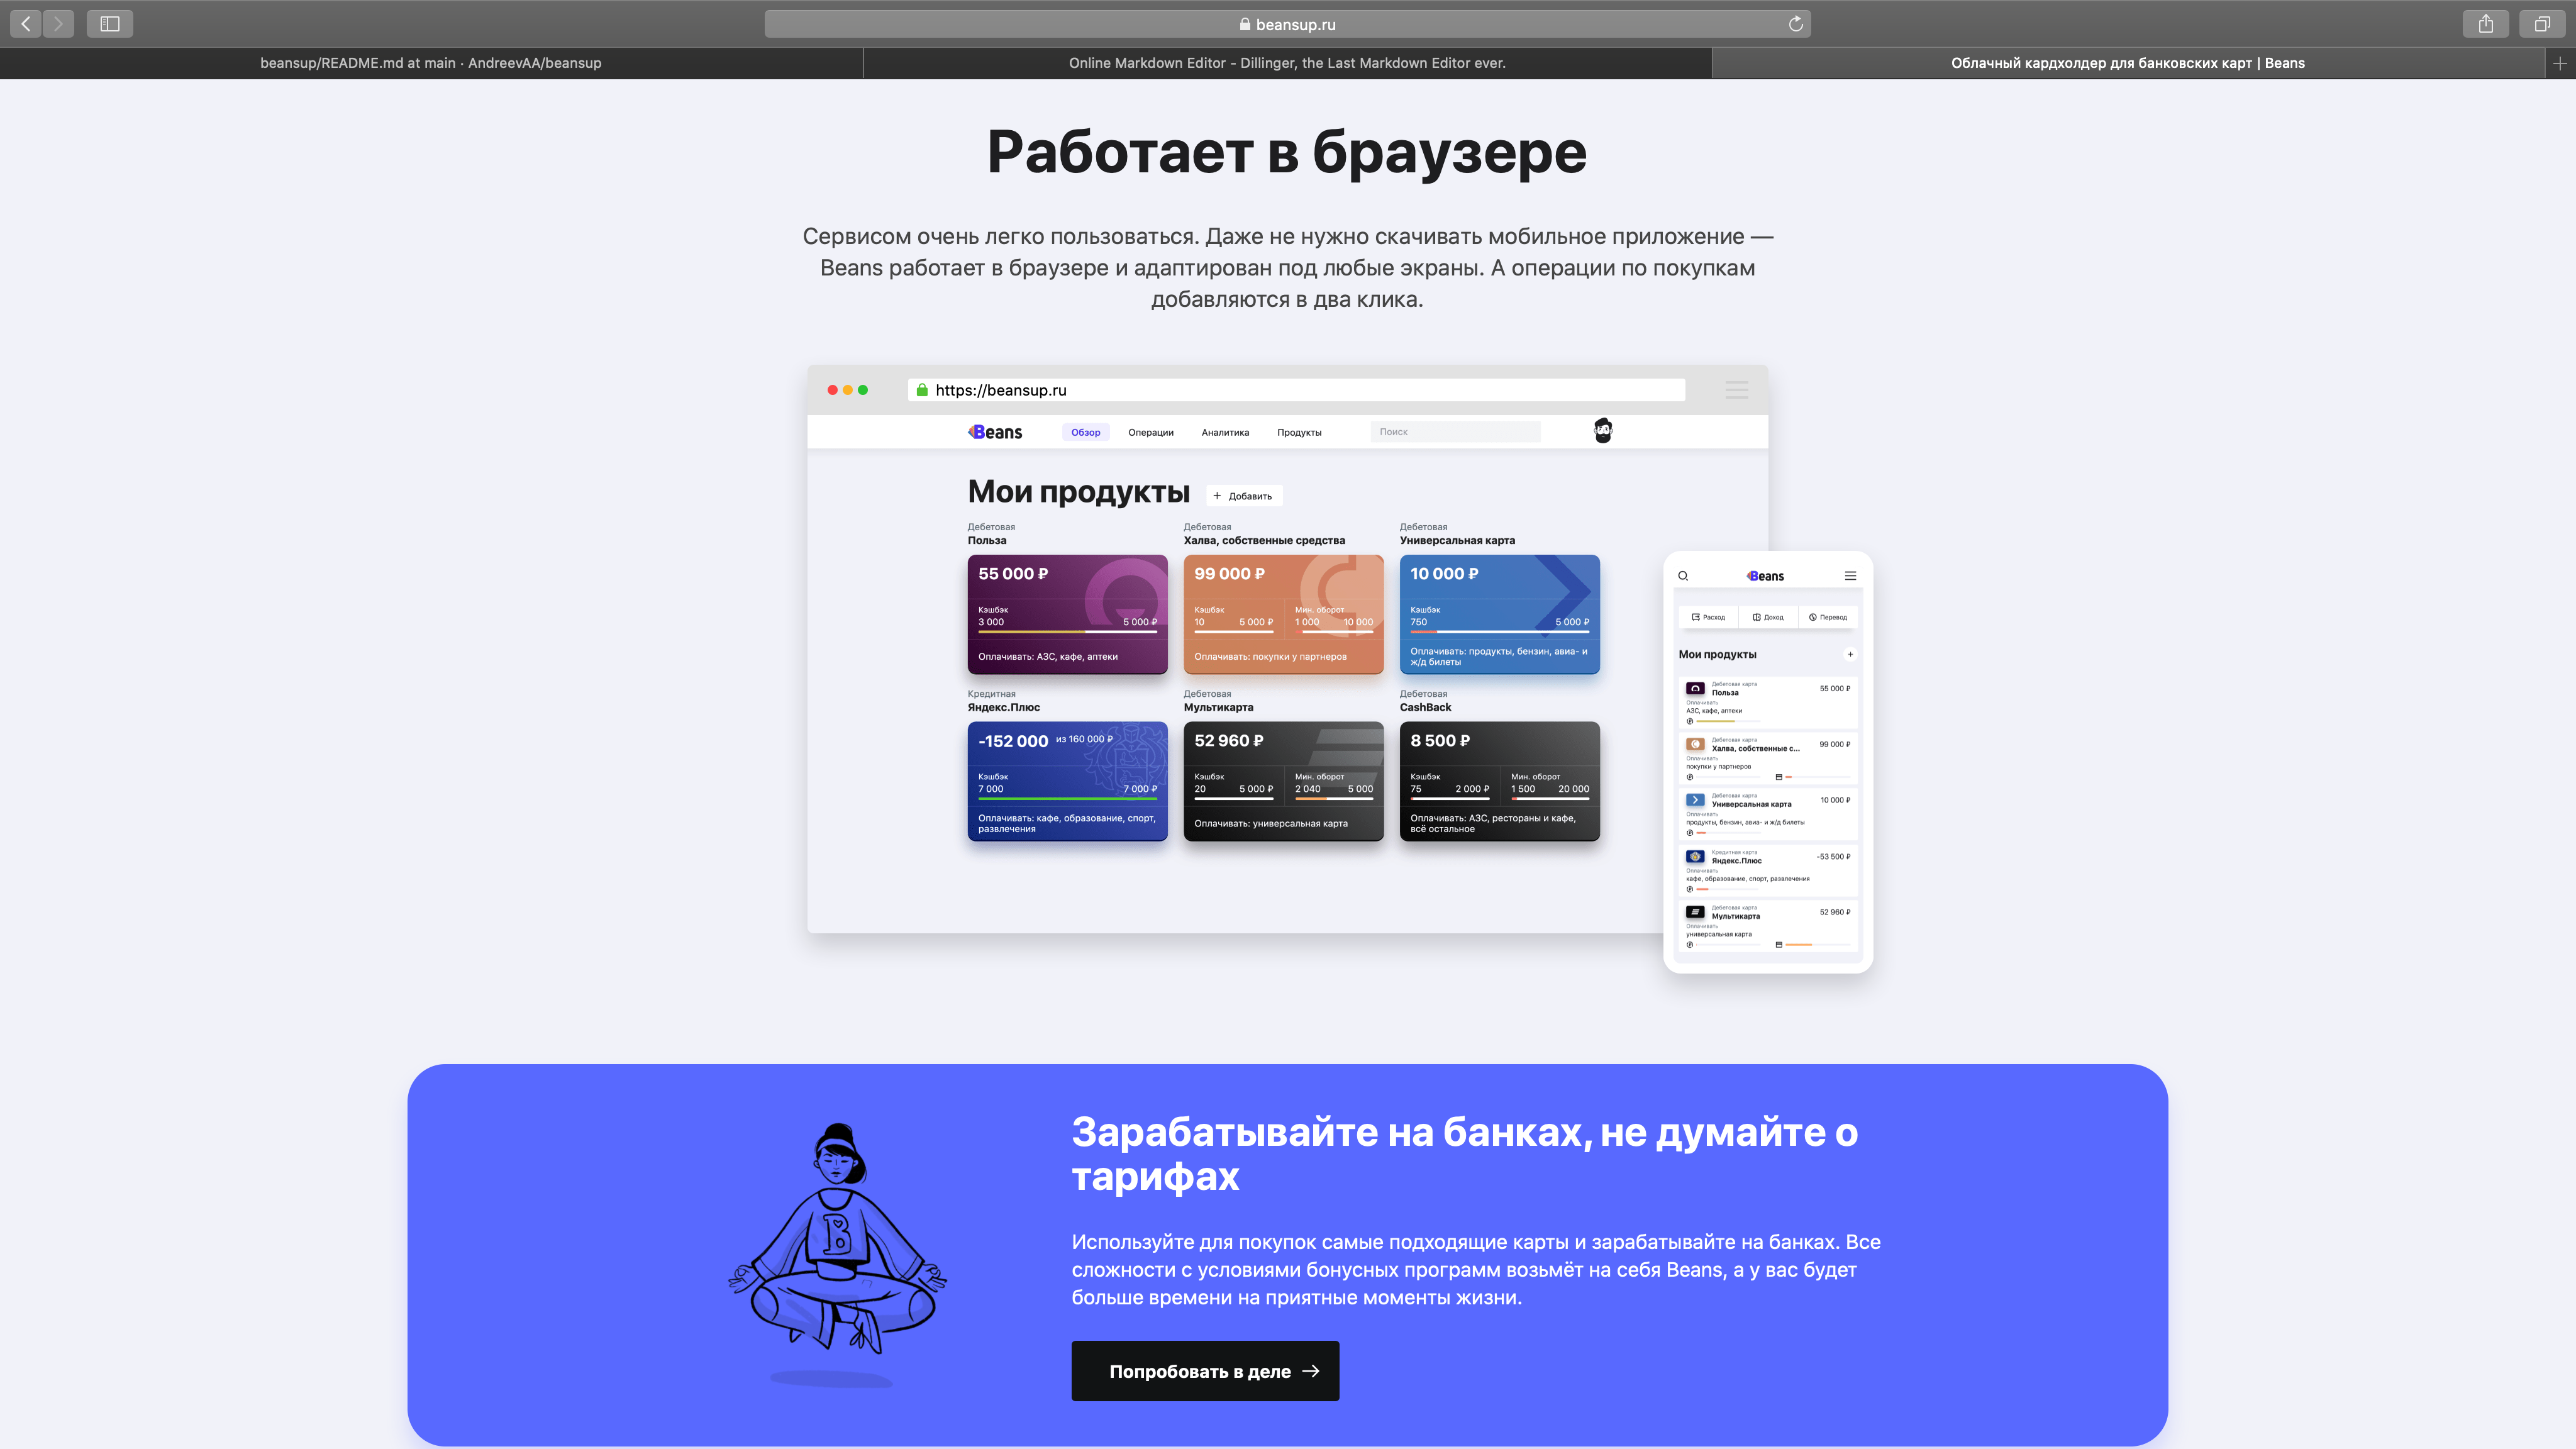 beansup.ru
beansup/README.md at main · AndreevAA/beansup
Online Markdown Editor - Dillinger, the Last Markdown Editor ever.
Облачный кардхолдер для банковских карт | Beans
Работает в браузере
Сервисом очень легко пользоваться. Даже не нужно скачивать мобильное приложение —
Beans работает в браузере и адаптирован под любые экраны. А операции по покупкам
добавляются в два клика.
https://beansup.ru
Beans
Обзор
Операции
Аналитика
Продукты
Поиск
Мои продукты
+ Добавить
Дебетовая
Польза
55 000 ₽
Кэшбэк
3 000 5 000 ₽
Оплачивать: АЗС, кафе, аптеки
Дебетовая
Халва, собственные средства
99 000 ₽
Кэшбэк
10 5 000 ₽
Мин. оборот
1 000 10 000
Оплачивать: покупки у партнеров
Дебетовая
Универсальная карта
10 000 ₽
Кэшбэк
750 5 000 ₽
Оплачивать: продукты, бензин, авиа- и
ж/д билеты
Кредитная
Яндекс.Плюс
-152 000 из 160 000 ₽
Кэшбэк
7 000 7 000 ₽
Оплачивать: кафе, образование, спорт,
развлечения
Дебетовая
Мультикарта
52 960 ₽
Кэшбэк
20 5 000 ₽
Мин. оборот
2 040 5 000
Оплачивать: универсальная карта
Дебетовая
CashBack
8 500 ₽
Кэшбэк
75 2 000 ₽
Мин. оборот
1 500 20 000
Оплачивать: АЗС, рестораны и кафе,
всё остальное
Beans
Расход
Доход
Перевод
Мои продукты +
Дебетовая карта
Польза 55 000 ₽
Оплачивать
АЗС, кафе, аптеки
Дебетовая карта
Халва, собственные с... 99 000 ₽
Оплачивать
покупки у партнеров
Дебетовая карта
Универсальная карта 10 000 ₽
Оплачивать
продукты, бензин, авиа- и ж/д билеты
Кредитная карта
Яндекс.Плюс -53 500 ₽
Оплачивать
кафе, образование, спорт, развлечения
Дебетовая карта
Мультикарта 52 960 ₽
Оплачивать
универсальная карта
B
Зарабатывайте на банках, не думайте о
тарифах
Используйте для покупок самые подходящие карты и зарабатывайте на банках. Все
сложности с условиями бонусных программ возьмёт на себя Beans, а у вас будет
больше времени на приятные моменты жизни.
Попробовать в деле →